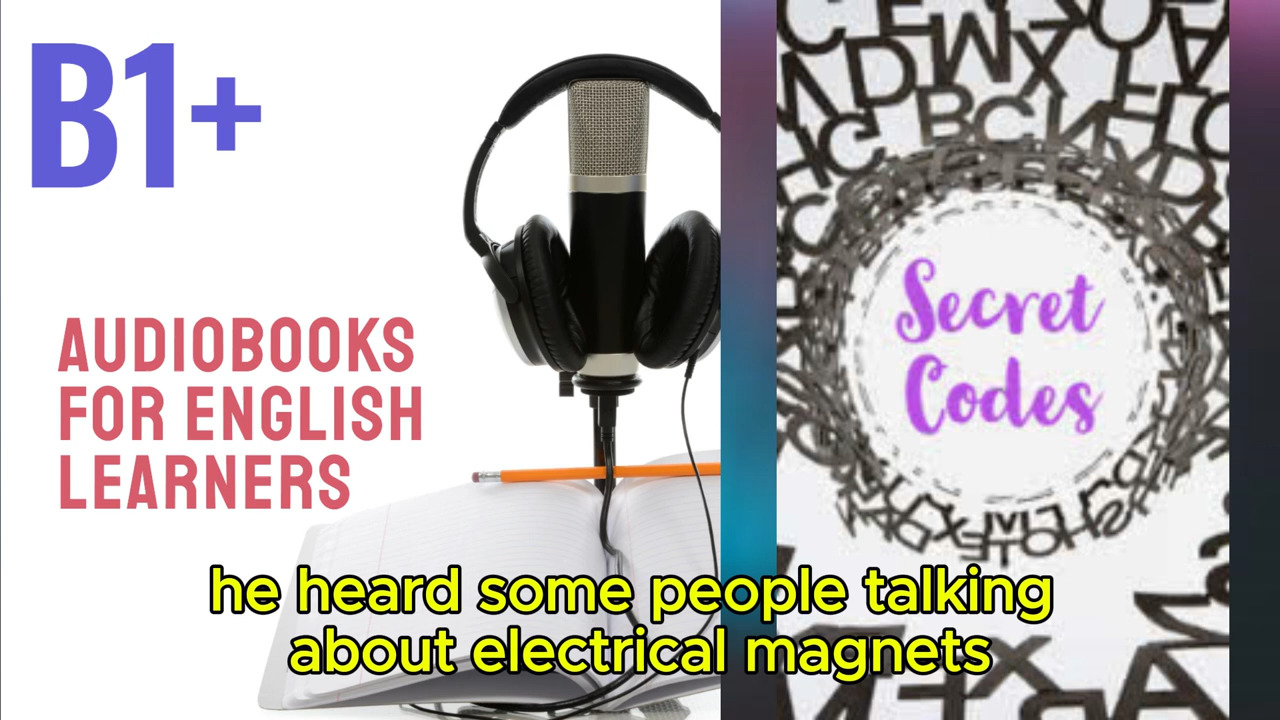 B1+
AUDIOBOOKS
FOR ENGLISH
LEARNERS
Secret
Codes
he heard some people talking
about electrical magnets